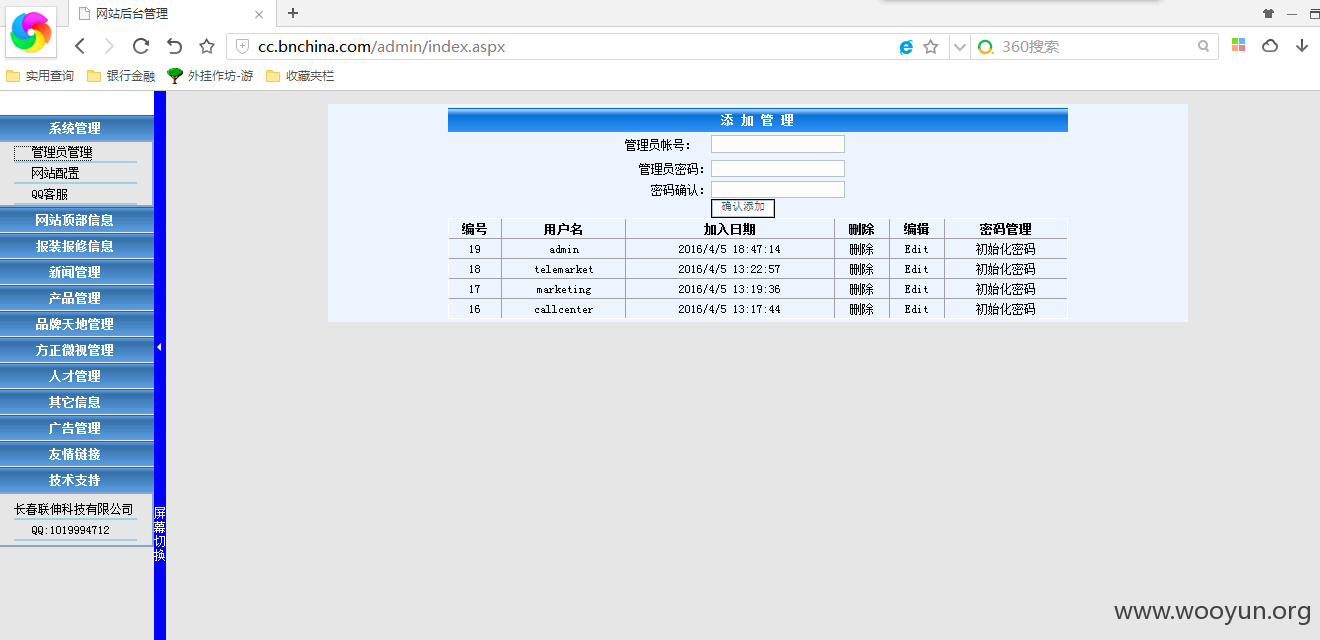 网站后台管理
cc.bnchina.com/admin/index.aspx
360搜索
实用查询 银行金融 外挂作坊-游 收藏夹栏
系统管理
管理员管理
网站配置
QQ客服
网站顶部信息
报装报修信息
新闻管理
产品管理
品牌天地管理
方正微视管理
人才管理
其它信息
广告管理
友情链接
技术支持
长春联伸科技有限公司
QQ:1019994712
屏幕切换
添 加 管 理
管理员帐号：
管理员密码：
密码确认：
确认添加
编号 用户名 加入日期 删除 编辑 密码管理
19 admin 2016/4/5 18:47:14 删除 Edit 初始化密码
18 telemarket 2016/4/5 13:22:57 删除 Edit 初始化密码
17 marketing 2016/4/5 13:19:36 删除 Edit 初始化密码
16 callcenter 2016/4/5 13:17:44 删除 Edit 初始化密码
www.wooyun.org